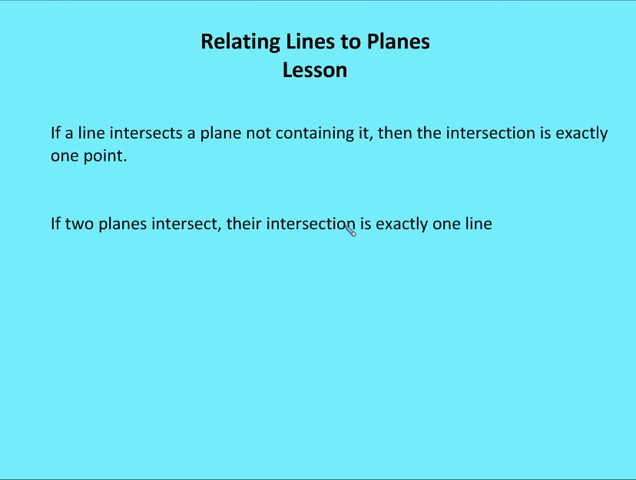 Relating Lines to Planes
Lesson
If a line intersects a plane not containing it, then the intersection is exactly
one point.
If two planes intersect, their intersection is exactly one line